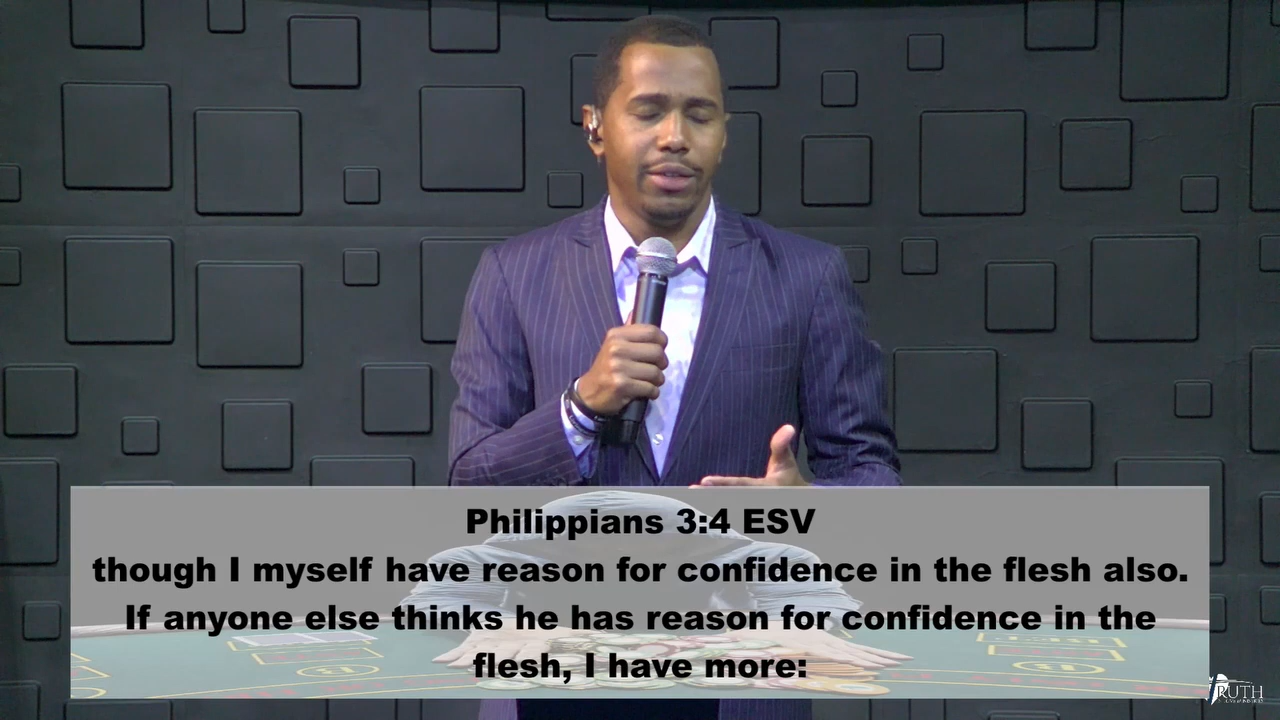 Philippians 3:4 ESV
though I myself have reason for confidence in the flesh also.
If anyone else thinks he has reason for confidence in the
flesh, I have more:
RUTH